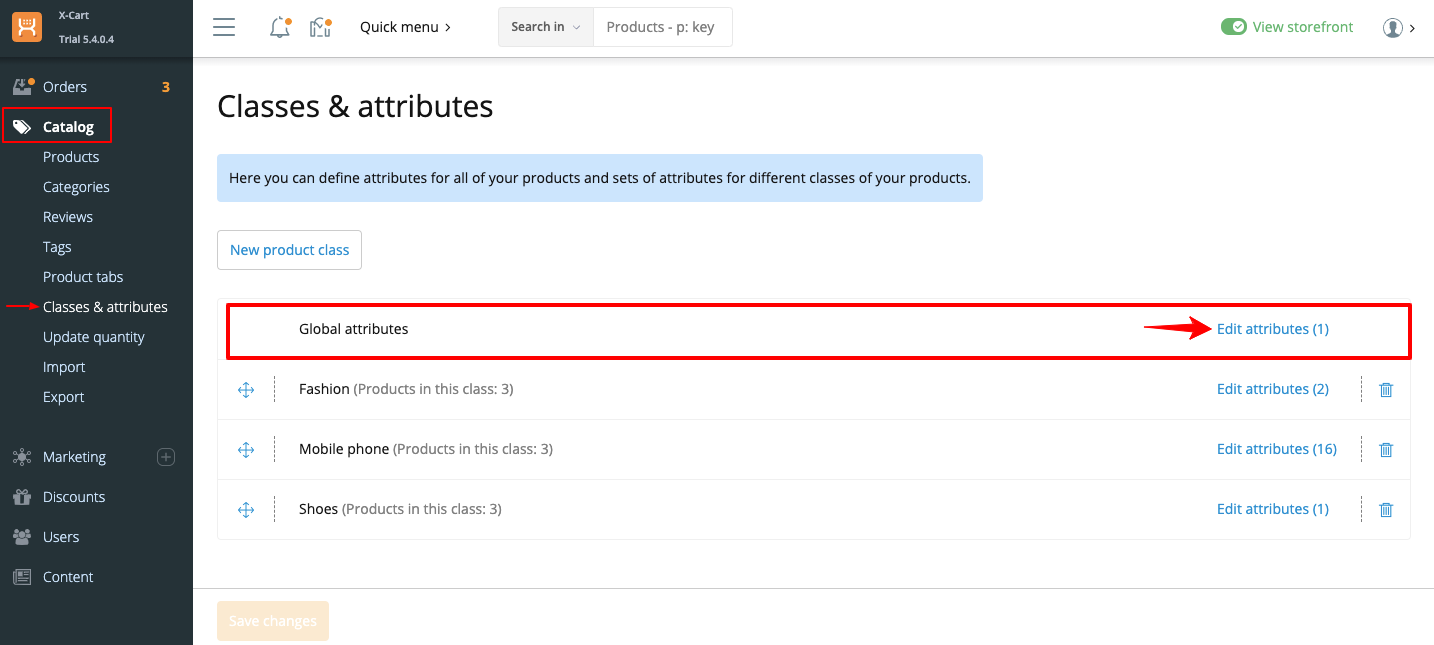 X-Cart
Trial 5.4.0.4
Quick menu
Search in
Products - p: key
View storefront
Orders 3
Catalog
Products
Categories
Reviews
Tags
Product tabs
Classes & attributes
Update quantity
Import
Export
Marketing
Discounts
Users
Content
Classes & attributes
Here you can define attributes for all of your products and sets of attributes for different classes of your products.
New product class
Global attributes Edit attributes (1)
Fashion (Products in this class: 3) Edit attributes (2)
Mobile phone (Products in this class: 3) Edit attributes (16)
Shoes (Products in this class: 3) Edit attributes (1)
Save changes